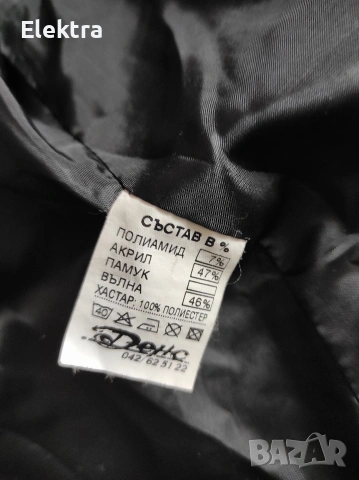 Elektra
СЪСТАВ В %
ПОЛИАМИД 7%
АКРИЛ 47%
ПАМУК
ВЪЛНА 46%
ХАСТАР: 100% ПОЛИЕСТЕР
40
Денс
042/62 51 22
BAZAR